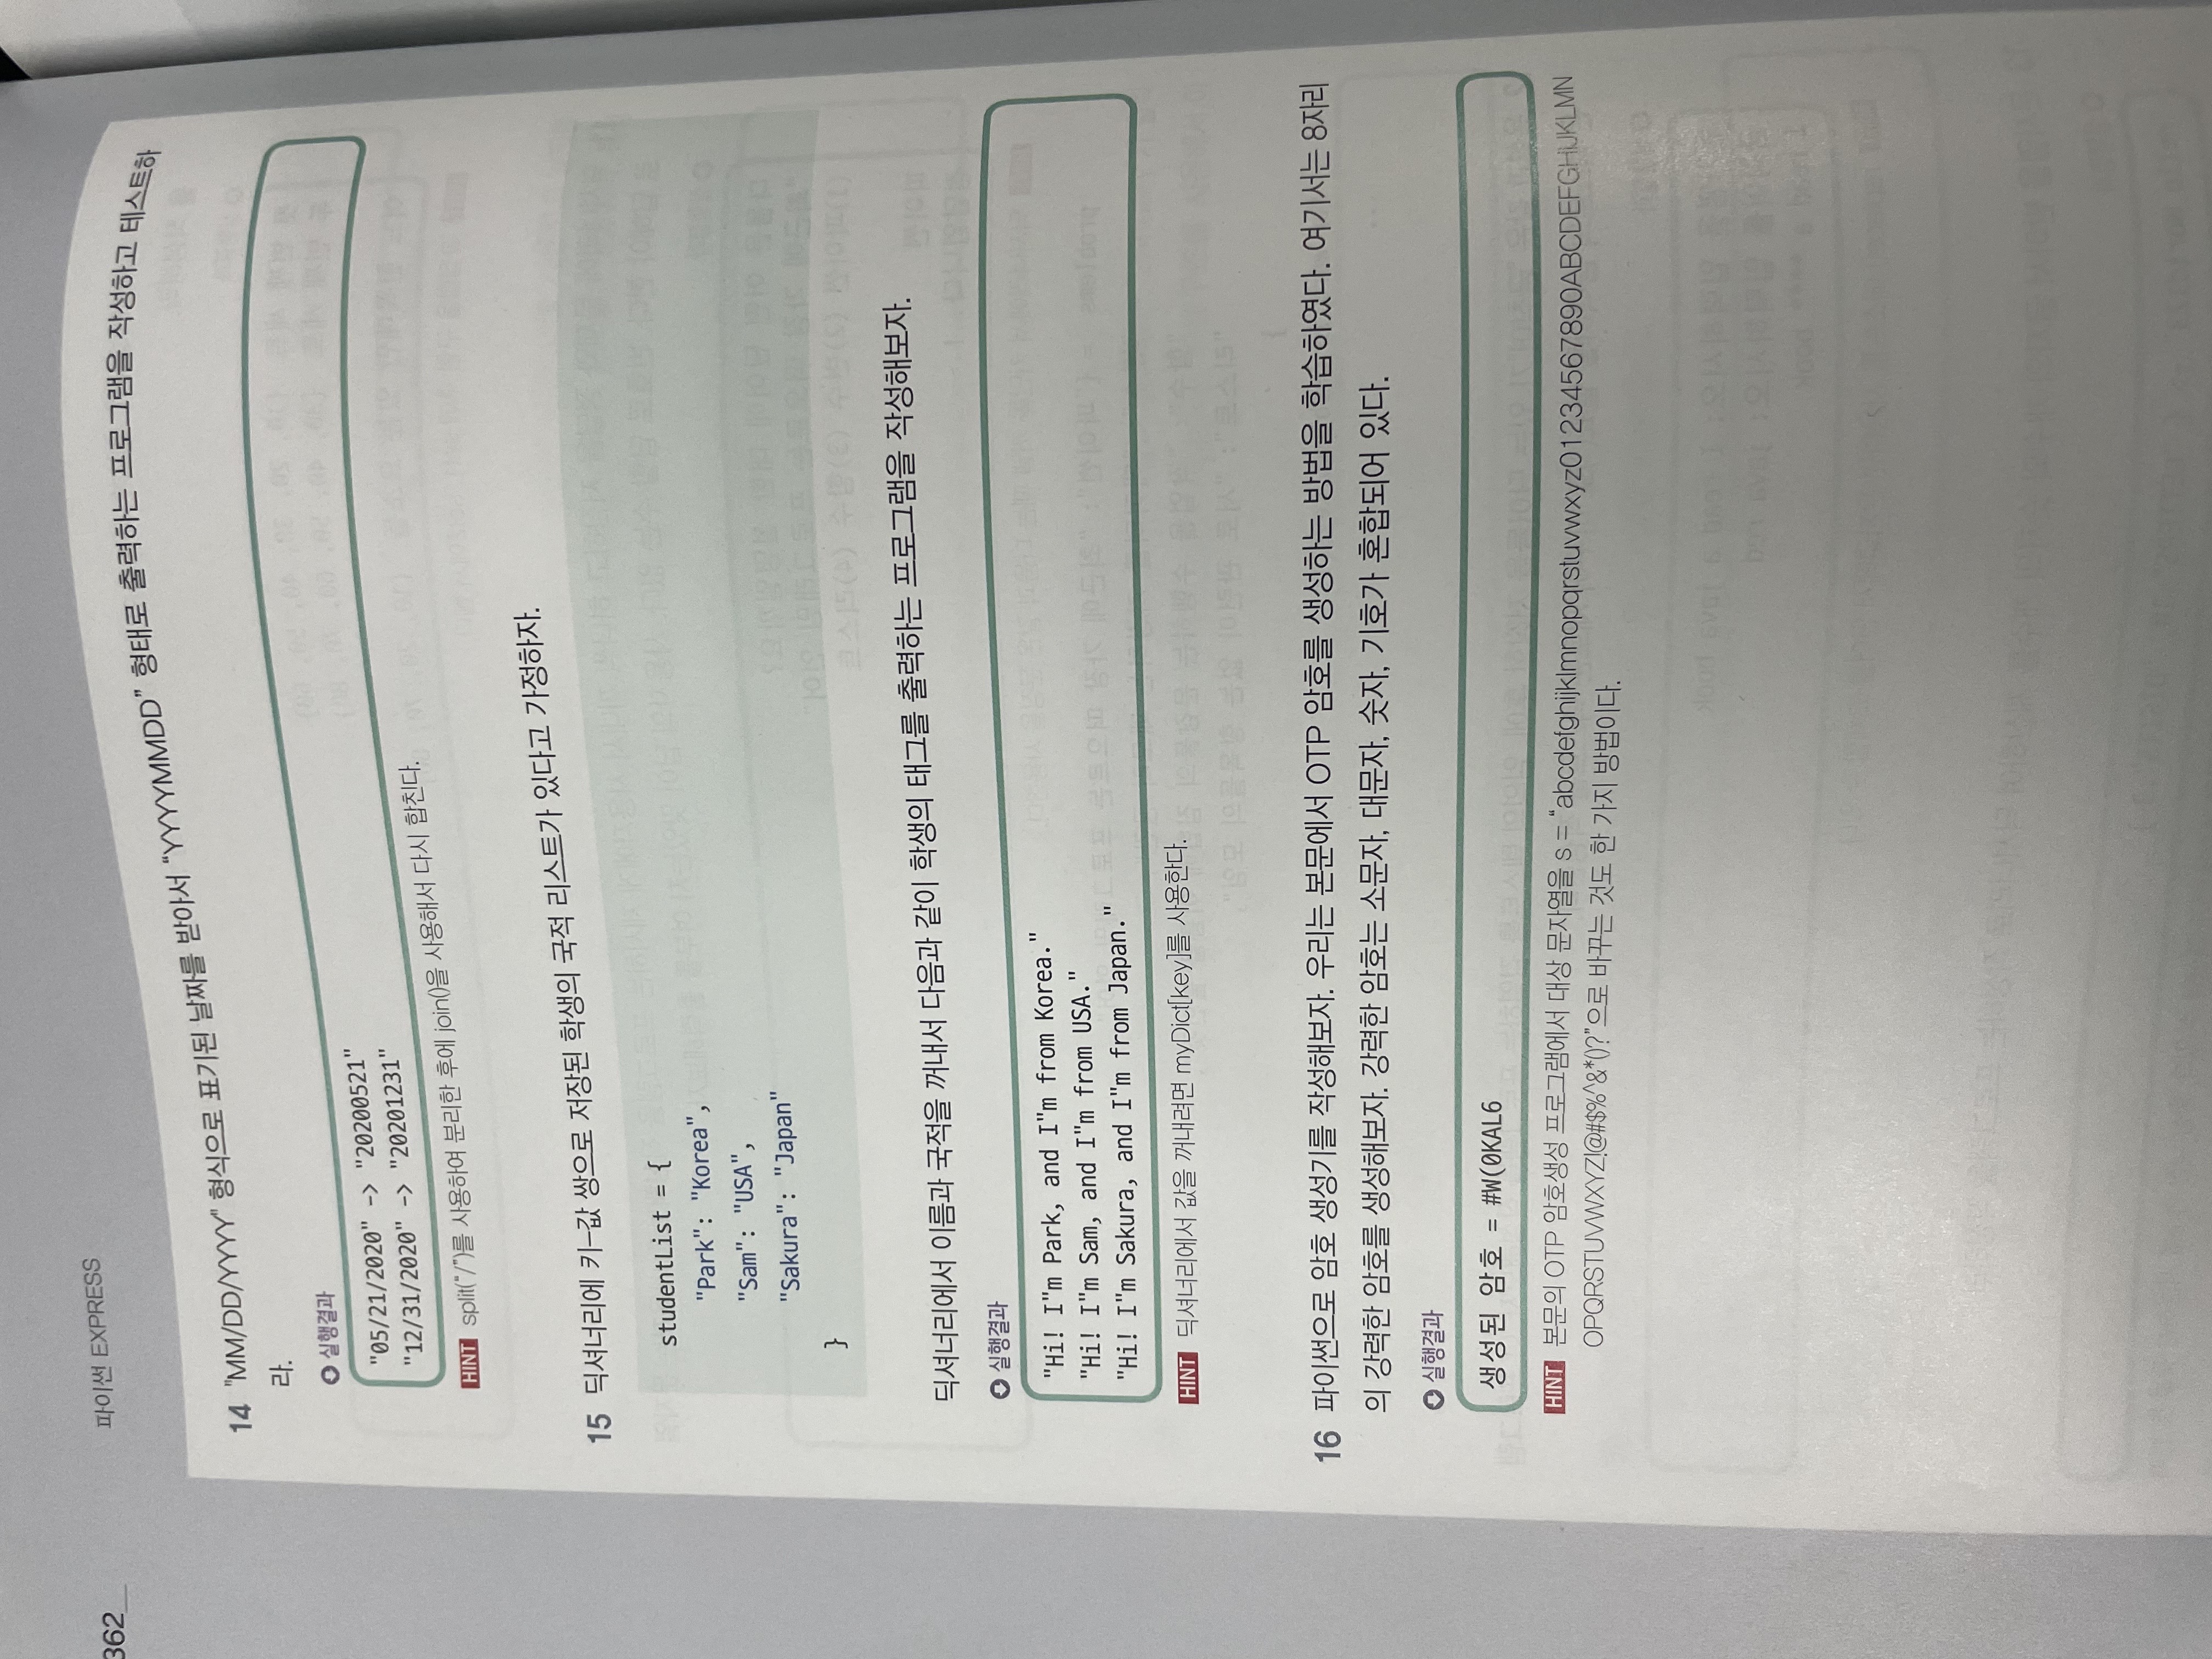 362
파이썬 EXPRESS
14 "MM/DD/YYYY" 형식으로 표기된 날짜를 받아서 “YYYYMMDD” 형태로 출력하는 프로그램을 작성하고 테스트하
라.
실행결과
"05/21/2020" -> "20200521"
"12/31/2020" -> "20201231"
HINT split(“/”)를 사용하여 분리한 후에 join()을 사용해서 다시 합친다.
15 딕셔너리에 키-값 쌍으로 저장된 학생의 국적 리스트가 있다고 가정하자.
studentList = {
"Park": "Korea",
"Sam": "USA",
"Sakura": "Japan"
}
딕셔너리에서 이름과 국적을 꺼내서 다음과 같이 학생의 태그를 출력하는 프로그램을 작성해보자.
실행결과
"Hi! I"m Park, and I"m from Korea."
"Hi! I"m Sam, and I"m from USA."
"Hi! I"m Sakura, and I"m from Japan."
HINT 딕셔너리에서 값을 꺼내려면 myDict[key]를 사용한다.
16 파이썬으로 암호 생성기를 작성해보자. 우리는 본문에서 OTP 암호를 생성하는 방법을 학습하였다. 여기서는 8자리
의 강력한 암호를 생성해보자. 강력한 암호는 소문자, 대문자, 숫자, 기호가 혼합되어 있다.
실행결과
생성된 암호 = #W(0KAL6
HINT 본문의 OTP 암호생성 프로그램에서 대상 문자열을 s = “abcdefghijklmnopqrstuvwxyz01234567890ABCDEFGHIJKLMN
OPQRSTUVWXYZ!@#$%^&*()?”으로 바꾸는 것도 한 가지 방법이다.